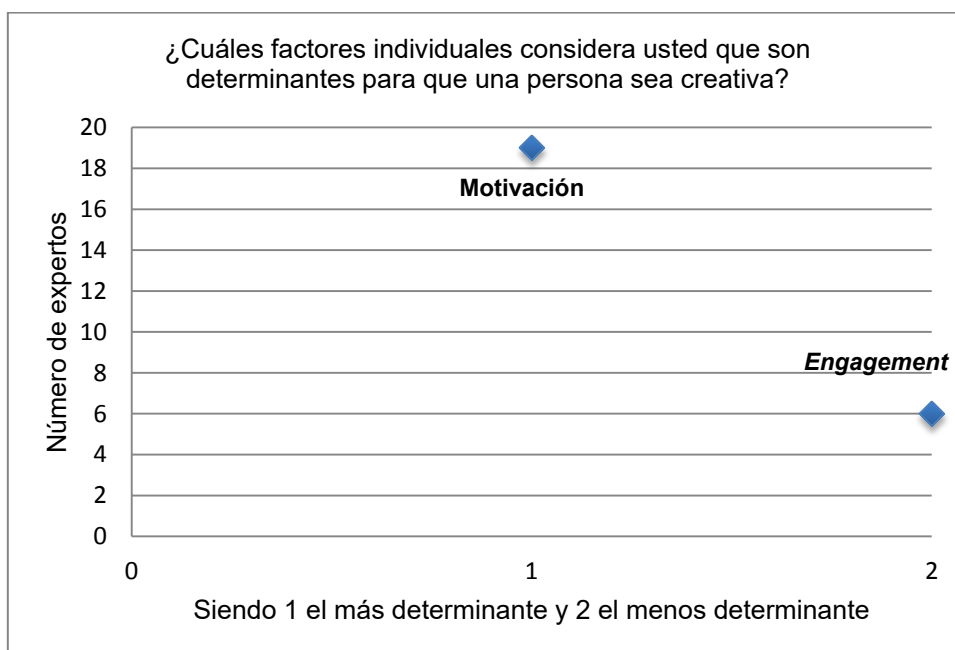 ¿Cuáles factores individuales considera usted que son
determinantes para que una persona sea creativa?
20
18
Motivación
16
14
12
10
Engagement
8
6
4
2
0
0 1 2
Número de expertos
Siendo 1 el más determinante y 2 el menos determinante